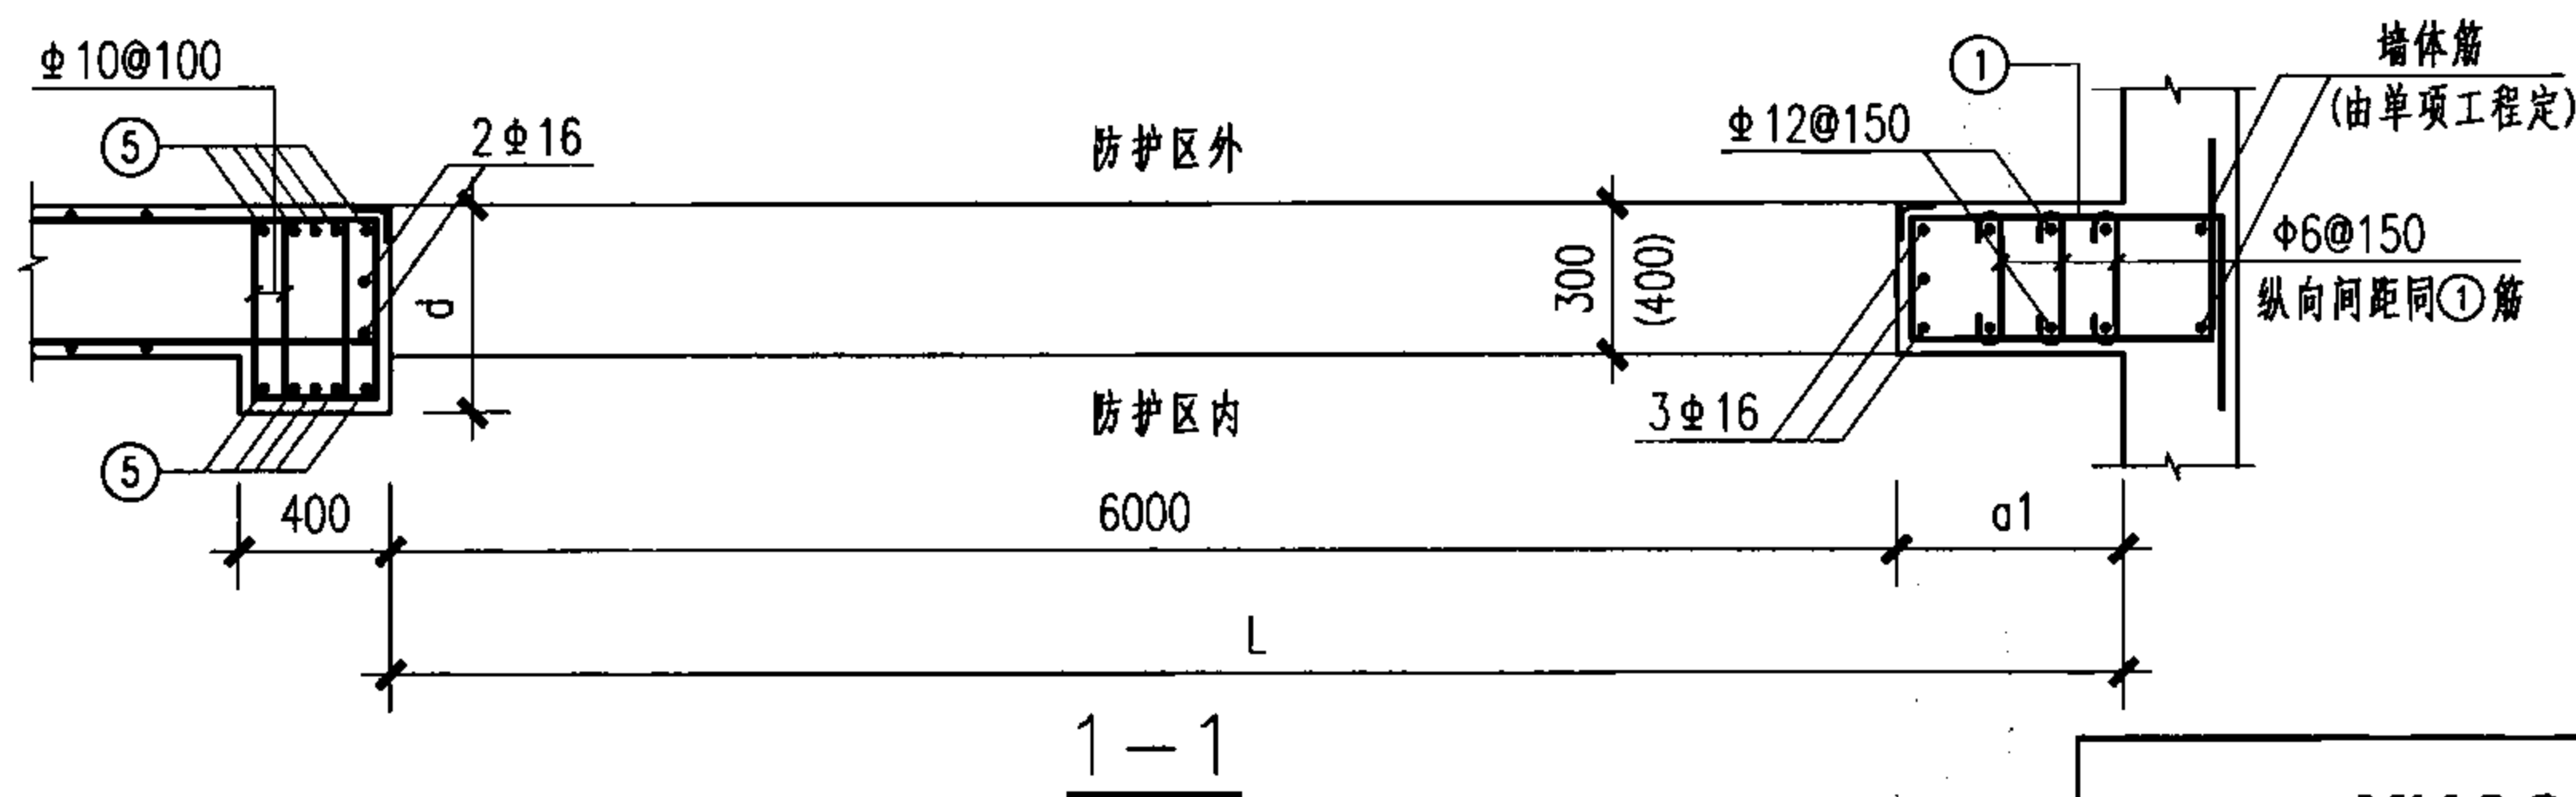 Φ10@100
⑤
2Φ16
防护区外
①
Φ12@150
墙体筋
(由单项工程定)
d
300
(400)
Φ6@150
纵向间距同①筋
防护区内
3Φ16
⑤
400
6000
a1
L
1—1